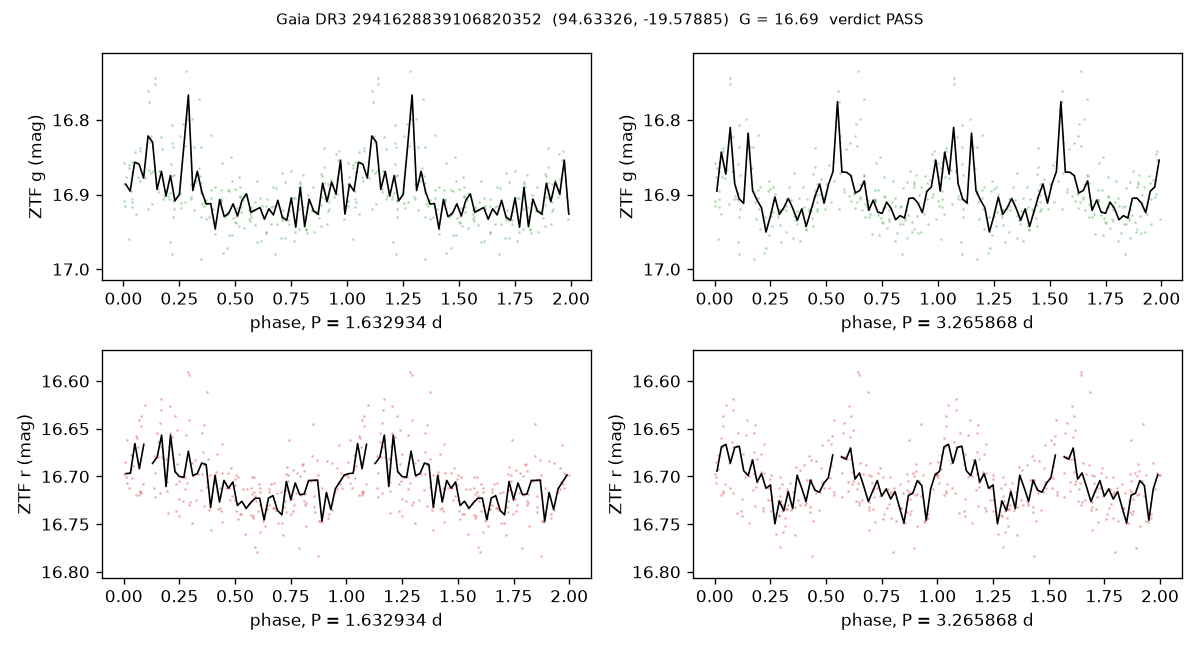 Gaia DR3 2941628839106820352 (94.63326, -19.57885) G = 16.69 verdict PASS
ZTF g (mag)
16.8
16.9
17.0
0.00 0.25 0.50 0.75 1.00 1.25 1.50 1.75 2.00
phase, P = 1.632934 d
ZTF g (mag)
16.8
16.9
17.0
0.00 0.25 0.50 0.75 1.00 1.25 1.50 1.75 2.00
phase, P = 3.265868 d
ZTF r (mag)
16.60
16.65
16.70
16.75
16.80
0.00 0.25 0.50 0.75 1.00 1.25 1.50 1.75 2.00
phase, P = 1.632934 d
ZTF r (mag)
16.60
16.65
16.70
16.75
16.80
0.00 0.25 0.50 0.75 1.00 1.25 1.50 1.75 2.00
phase, P = 3.265868 d